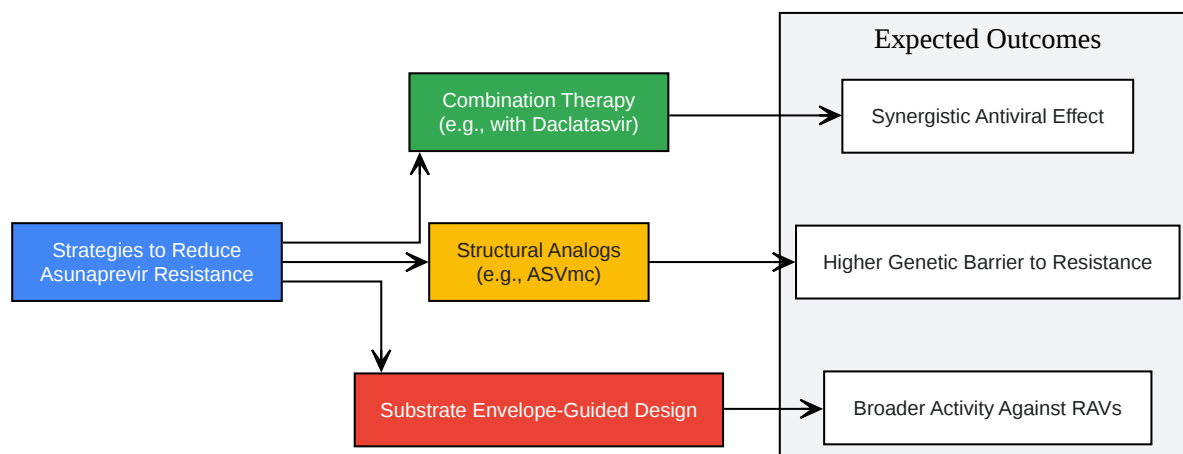 Expected Outcomes
Combination Therapy
(e.g., with Daclatasvir)
Synergistic Antiviral Effect
Strategies to Reduce
Asunaprevir Resistance
Structural Analogs
(e.g., ASVmc)
Higher Genetic Barrier to Resistance
Substrate Envelope-Guided Design
Broader Activity Against RAVs